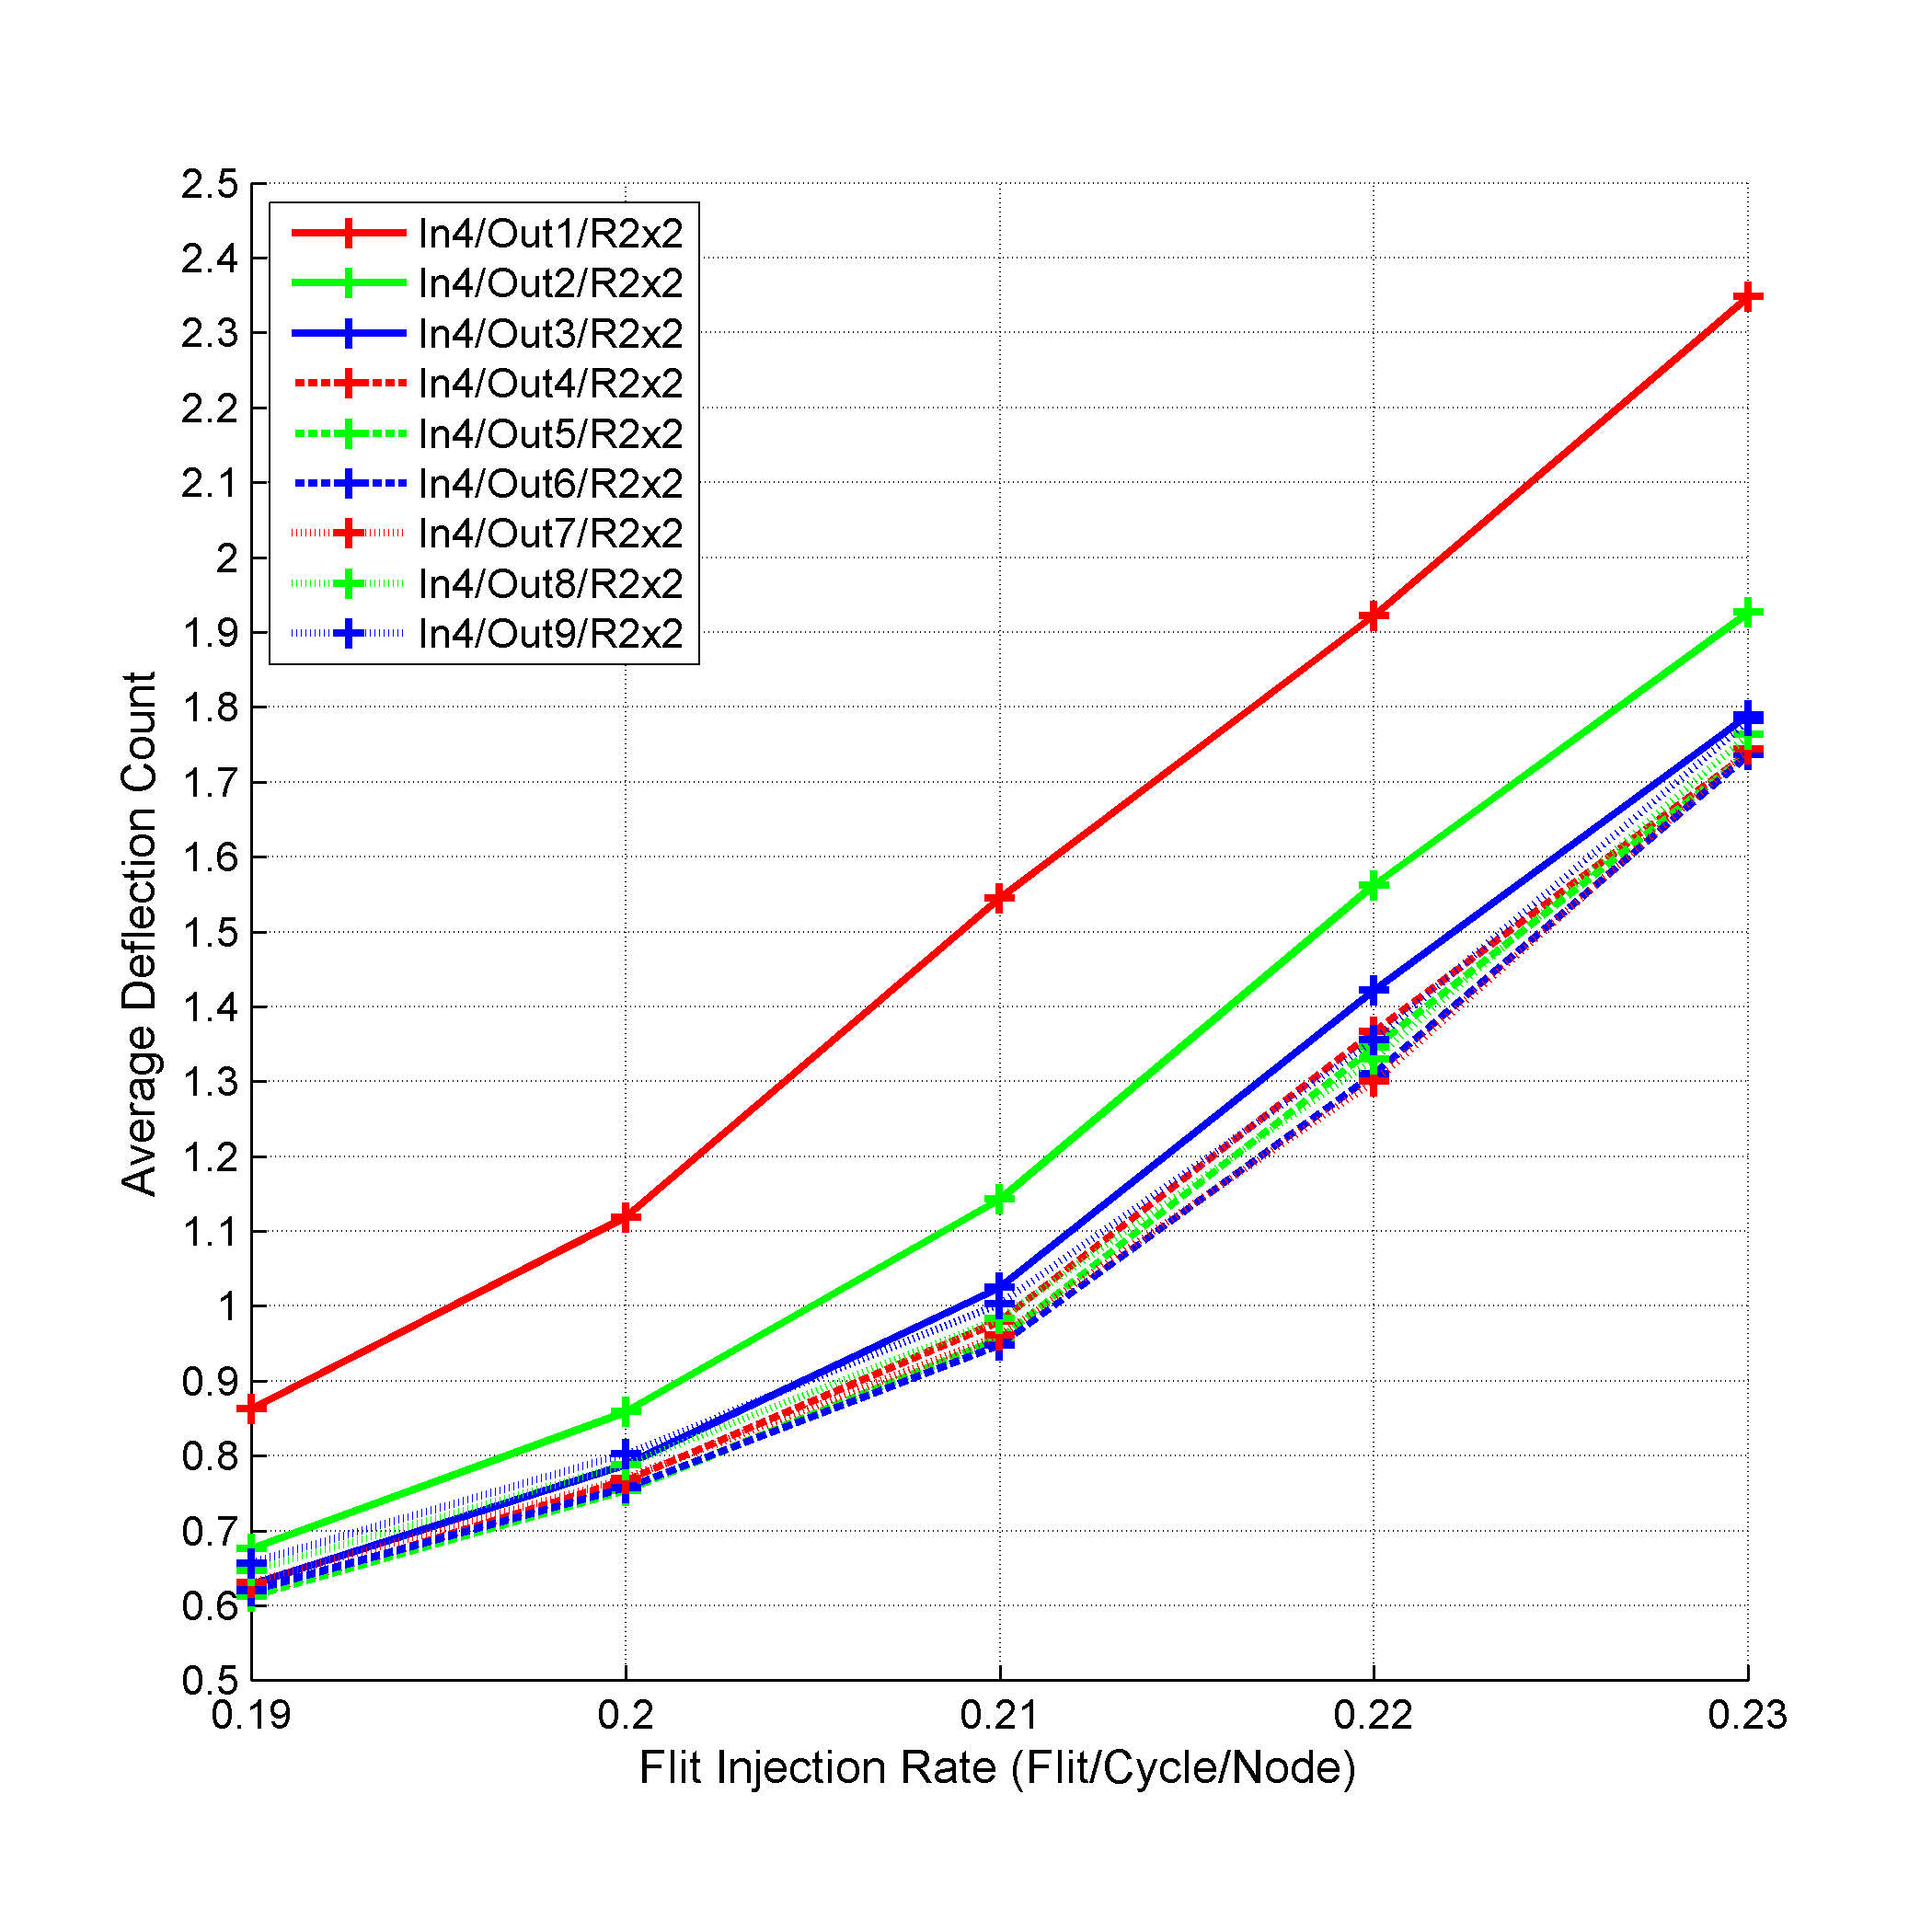 2.5
2.4
2.3
2.2
2.1
2
1.9
1.8
1.7
1.6
1.5
1.4
1.3
1.2
1.1
1
0.9
0.8
0.7
0.6
0.5
In4/Out1/R2x2
In4/Out2/R2x2
In4/Out3/R2x2
In4/Out4/R2x2
In4/Out5/R2x2
In4/Out6/R2x2
In4/Out7/R2x2
In4/Out8/R2x2
In4/Out9/R2x2
Average Deflection Count
0.19 0.2 0.21 0.22 0.23
Flit Injection Rate (Flit/Cycle/Node)